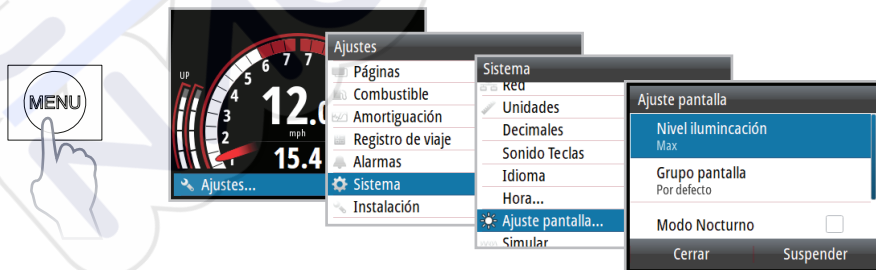 MENU
UP
1
2
3
4
5
6
7
7
12.0
mph
15.4
Ajustes...
Ajustes
Páginas
Combustible
Amortiguación
Registro de viaje
Alarmas
Sistema
Instalación
Sistema
Red
Unidades
Decimales
Sonido Teclas
Idioma
Hora...
Ajuste pantalla...
Simular
Ajuste pantalla
Nivel ilumincación
Max
Grupo pantalla
Por defecto
Modo Nocturno
Cerrar Suspender